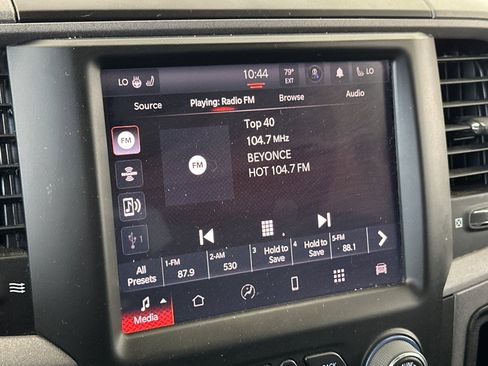 LO 10:44 79° EXT LO
Source Playing: Radio FM Browse Audio
FM
Top 40
104.7 MHz
BEYONCE
HOT 104.7 FM
FM
1
All Presets
1-FM 87.9
2-AM 530
3 Hold to Save
4 Hold to Save
5-FM 88.1
Media
BACK